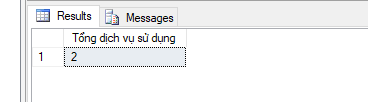 Results Messages
Tổng dịch vụ sử dụng
1 2